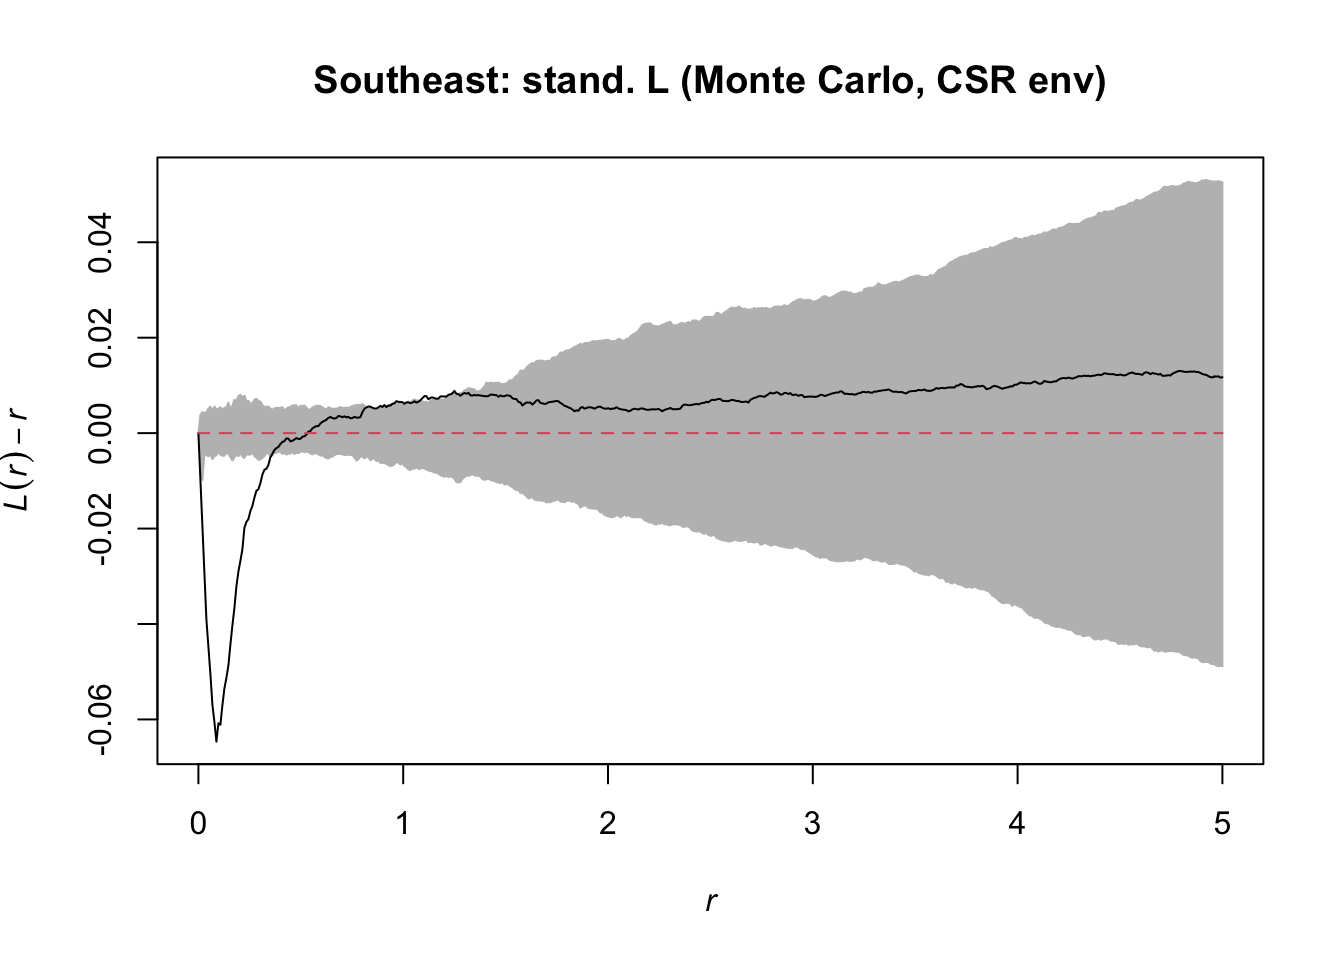 Southeast: stand. L (Monte Carlo, CSR env)
L(r) − r
0.04
0.02
0.00
-0.02
-0.06
0 1 2 3 4 5
r